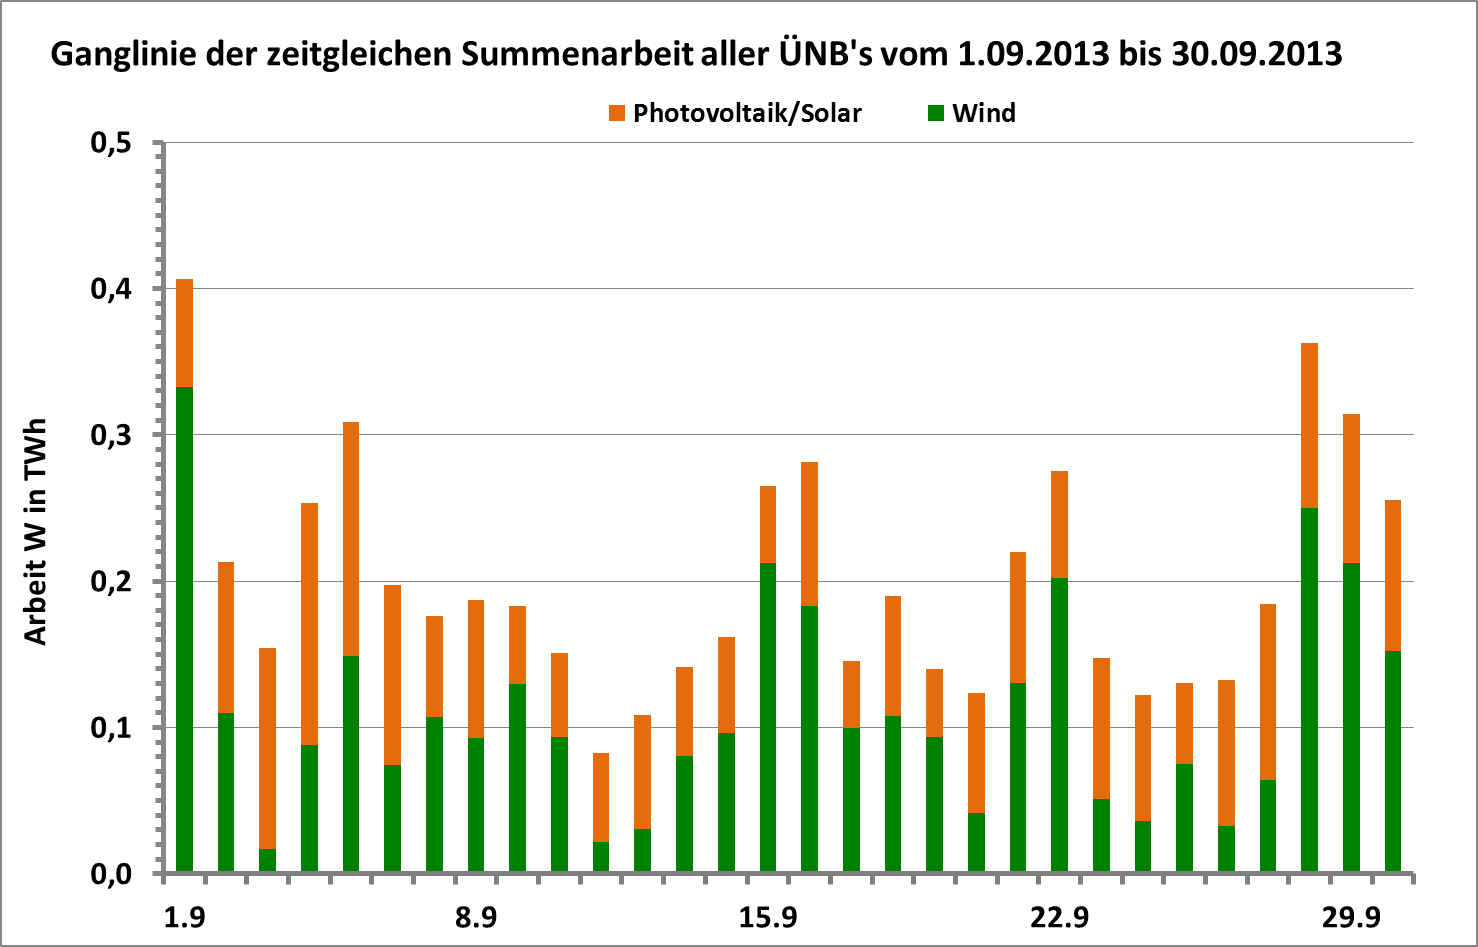 Ganglinie der zeitgleichen Summenarbeit aller ÜNB's vom 1.09.2013 bis 30.09.2013
Photovoltaik/Solar Wind
Arbeit W in TWh
0,5
0,4
0,3
0,2
0,1
0,0
1.9 8.9 15.9 22.9 29.9